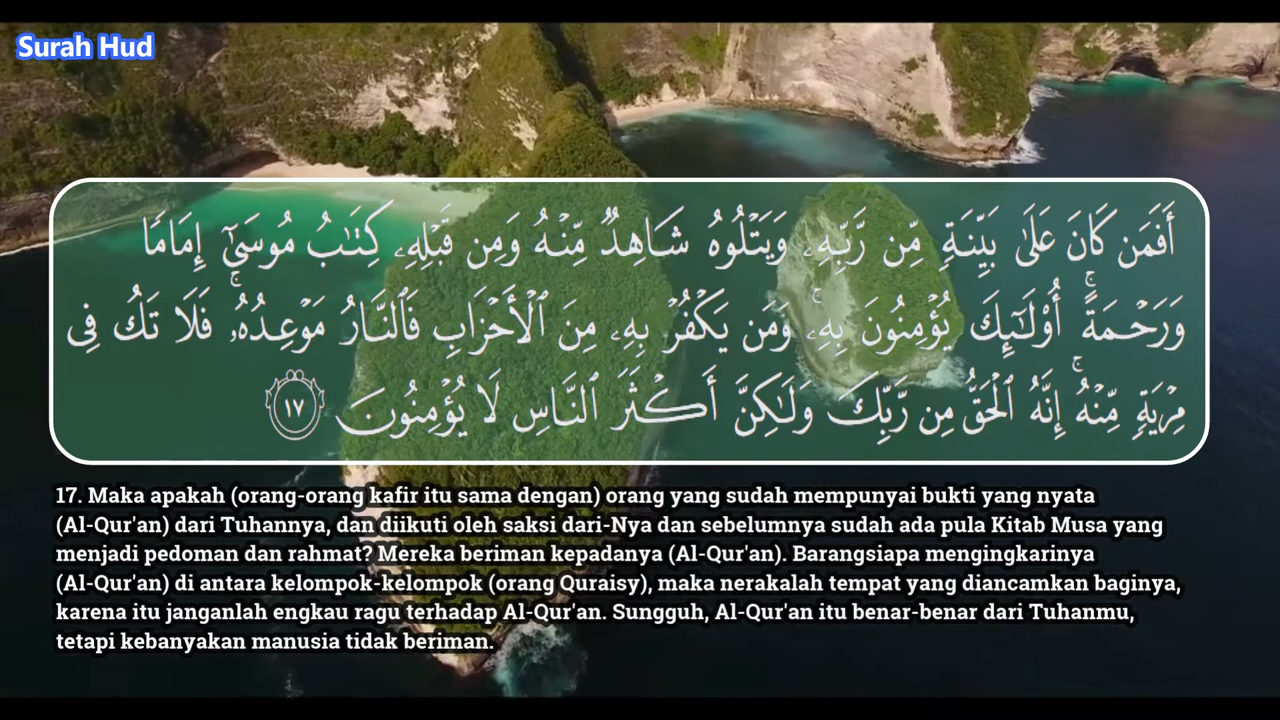 Surah Hud
أَفَمَن كَانَ عَلَىٰ بَيِّنَةٍ مِّن رَّبِّهِۦ وَيَتْلُوهُ شَاهِدٌ مِّنْهُ وَمِن قَبْلِهِۦ كِتَٰبُ مُوسَىٰٓ إِمَامًا
وَرَحْمَةً ۚ أُو۟لَٰٓئِكَ يُؤْمِنُونَ بِهِۦ ۚ وَمَن يَكْفُرْ بِهِۦ مِنَ ٱلْأَحْزَابِ فَٱلنَّارُ مَوْعِدُهُۥ ۚ فَلَا تَكُ فِى
مِرْيَةٍ مِّنْهُ ۚ إِنَّهُ ٱلْحَقُّ مِن رَّبِّكَ وَلَٰكِنَّ أَكْثَرَ ٱلنَّاسِ لَا يُؤْمِنُونَ ١٧
17. Maka apakah (orang-orang kafir itu sama dengan) orang yang sudah mempunyai bukti yang nyata
(Al-Qur'an) dari Tuhannya, dan diikuti oleh saksi dari-Nya dan sebelumnya sudah ada pula Kitab Musa yang
menjadi pedoman dan rahmat? Mereka beriman kepadanya (Al-Qur'an). Barangsiapa mengingkarinya
(Al-Qur'an) di antara kelompok-kelompok (orang Quraisy), maka nerakalah tempat yang diancamkan baginya,
karena itu janganlah engkau ragu terhadap Al-Qur'an. Sungguh, Al-Qur'an itu benar-benar dari Tuhanmu,
tetapi kebanyakan manusia tidak beriman.